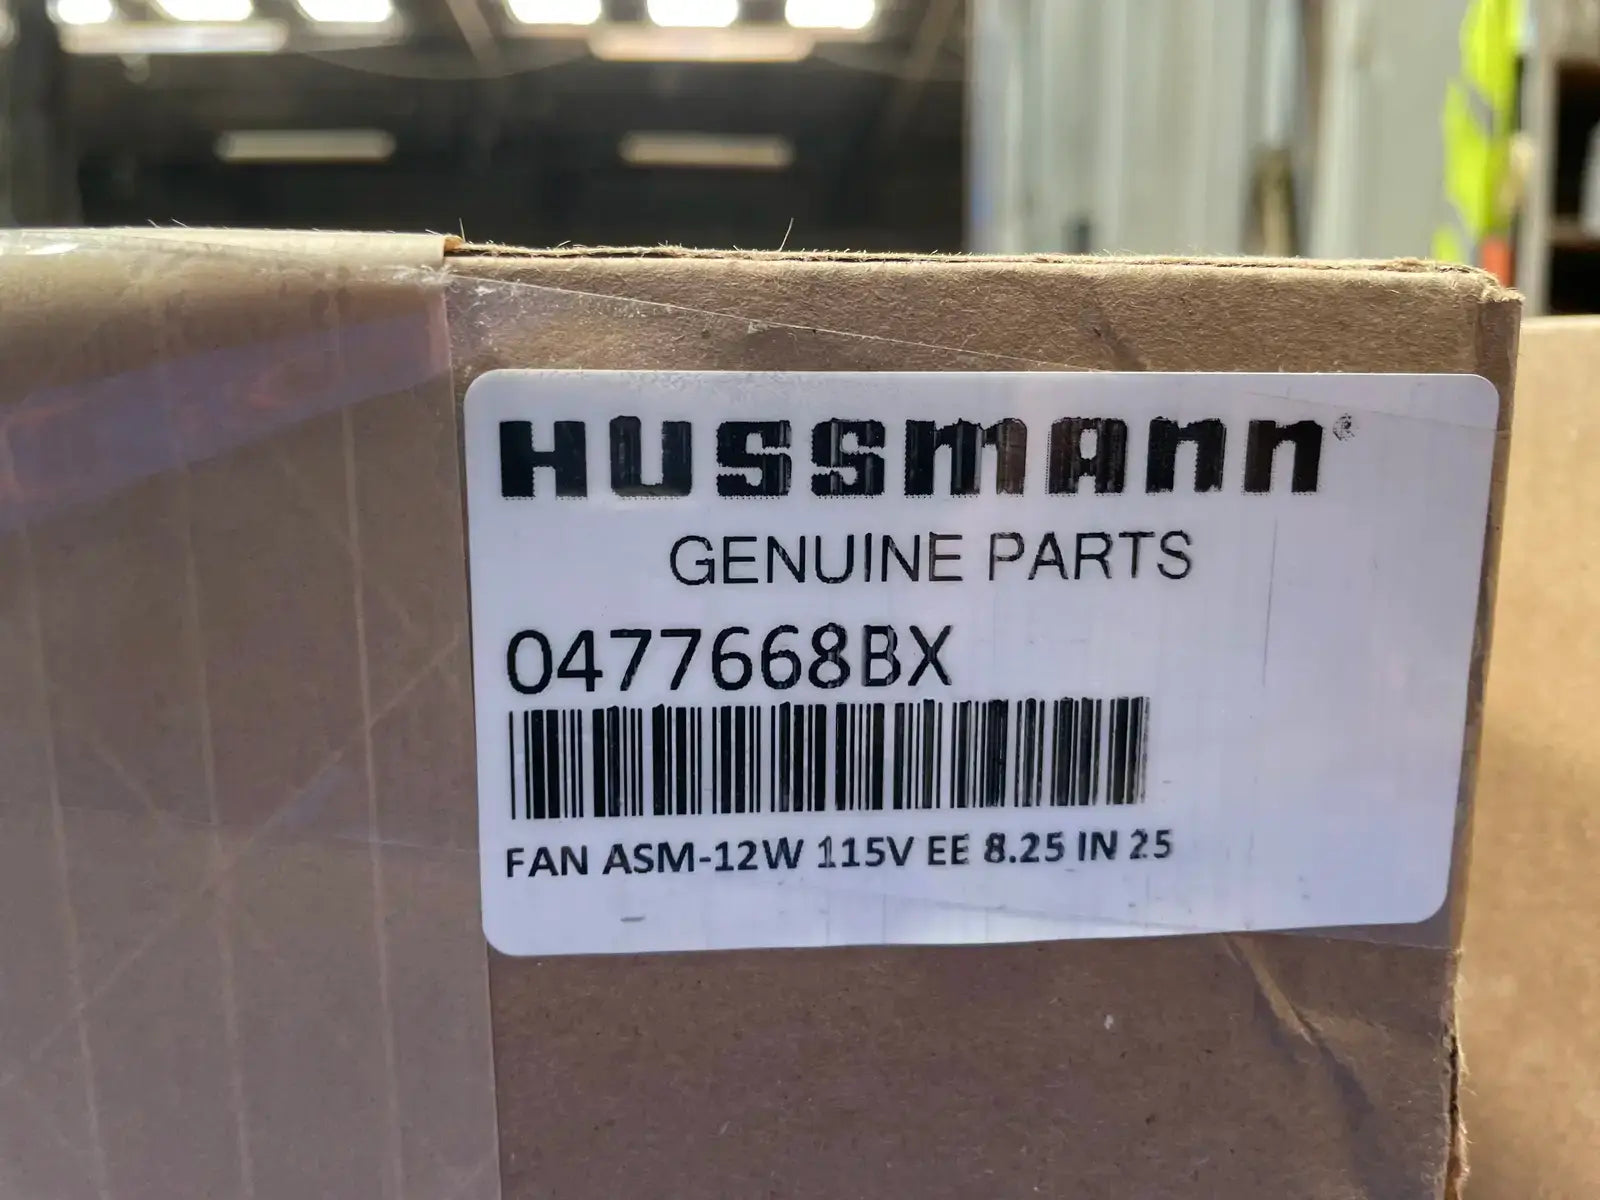 HUSSMANN®
GENUINE PARTS
0477668BX
FAN ASM-12W 115V EE 8.25 IN 25